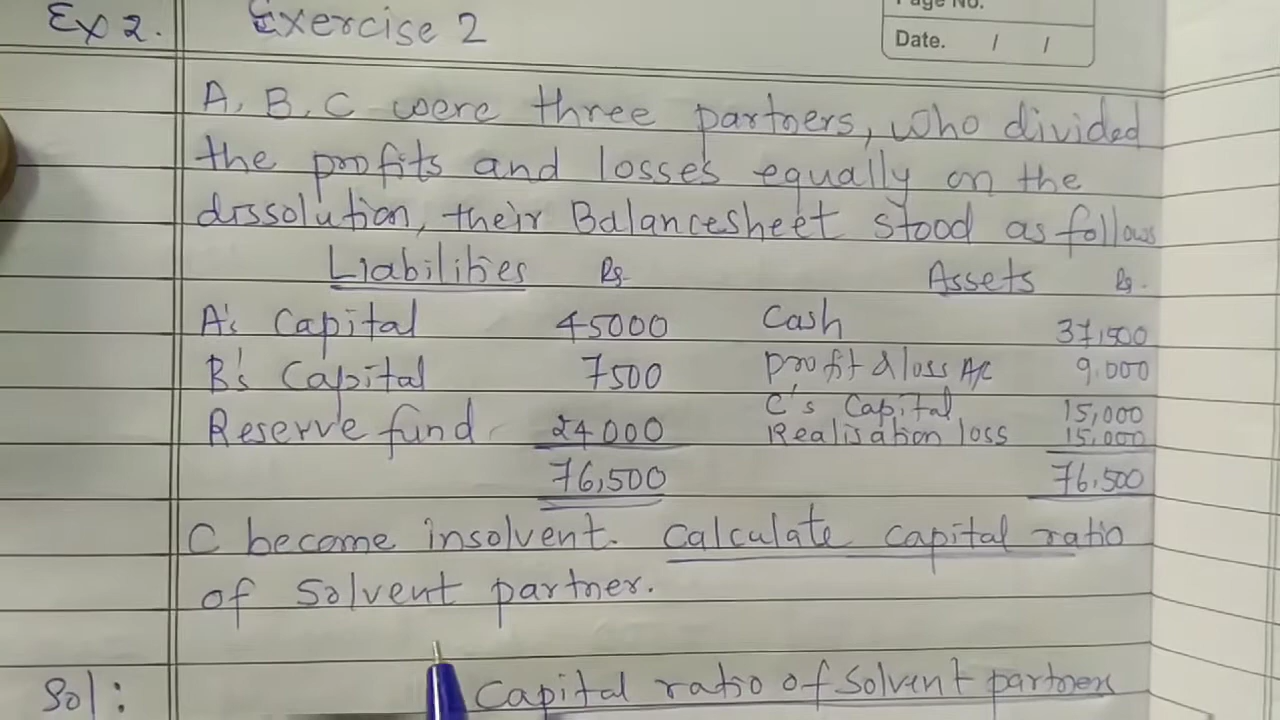 Page No.
Ex 2. Exercise 2
Date. / /
A, B, C were three partners, who divided
the profits and losses equally on the
dissolution, their Balancesheet stood as follows
Liabilities Rs. Assets Rs.
A's Capital 45000 Cash 37,500
B's Capital 7500 Profit & loss A/c 9.000
C's Capital 15,000
Reserve fund 24000 Realisation loss 15,000
76,500 76.500
C become insolvent. Calculate capital ratio
of solvent partner.
Sol: Capital ratio of Solvent partners